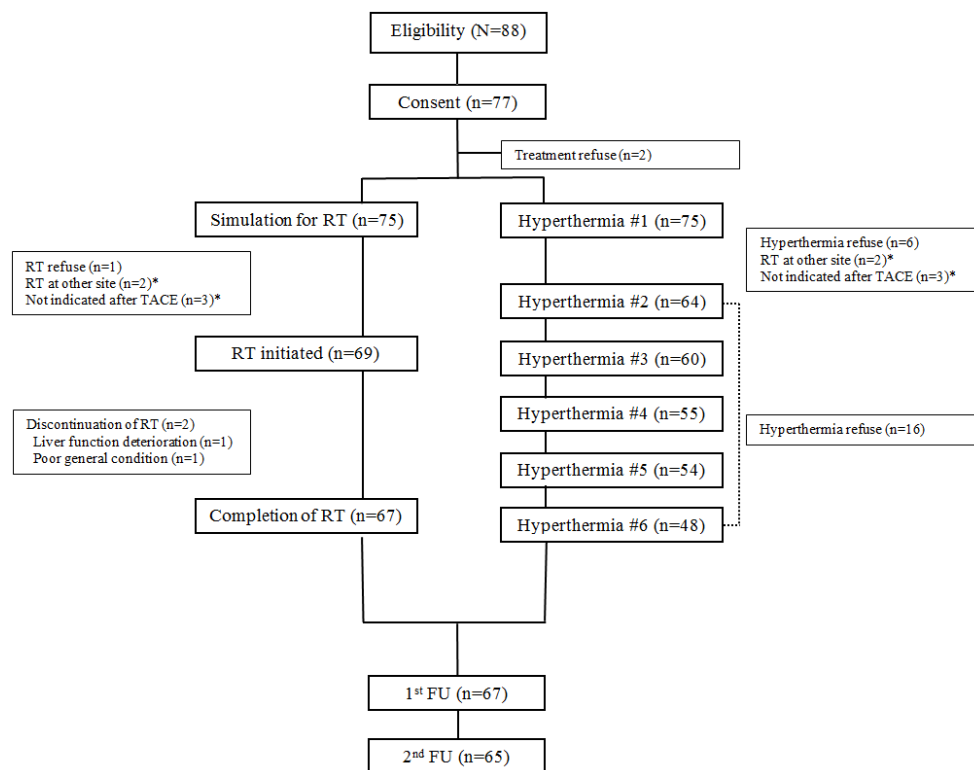 Eligibility (N=88)
Consent (n=77)
Treatment refuse (n=2)
Simulation for RT (n=75)
Hyperthermia #1 (n=75)
RT refuse (n=1)
RT at other site (n=2)*
Not indicated after TACE (n=3)*
Hyperthermia refuse (n=6)
RT at other site (n=2)*
Not indicated after TACE (n=3)*
Hyperthermia #2 (n=64)
RT initiated (n=69)
Hyperthermia #3 (n=60)
Hyperthermia #4 (n=55)
Discontinuation of RT (n=2)
Liver function deterioration (n=1)
Poor general condition (n=1)
Hyperthermia refuse (n=16)
Hyperthermia #5 (n=54)
Completion of RT (n=67)
Hyperthermia #6 (n=48)
1st FU (n=67)
2nd FU (n=65)